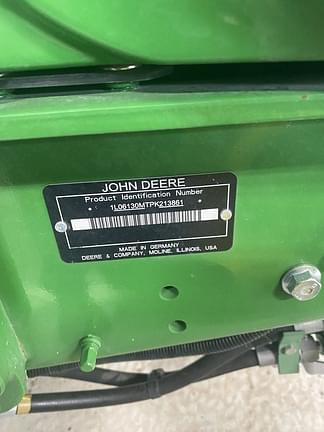 JOHN DEERE
Product Identification Number
1L06130MTPK213861
MADE IN GERMANY
DEERE & COMPANY, MOLINE, ILLINOIS, USA